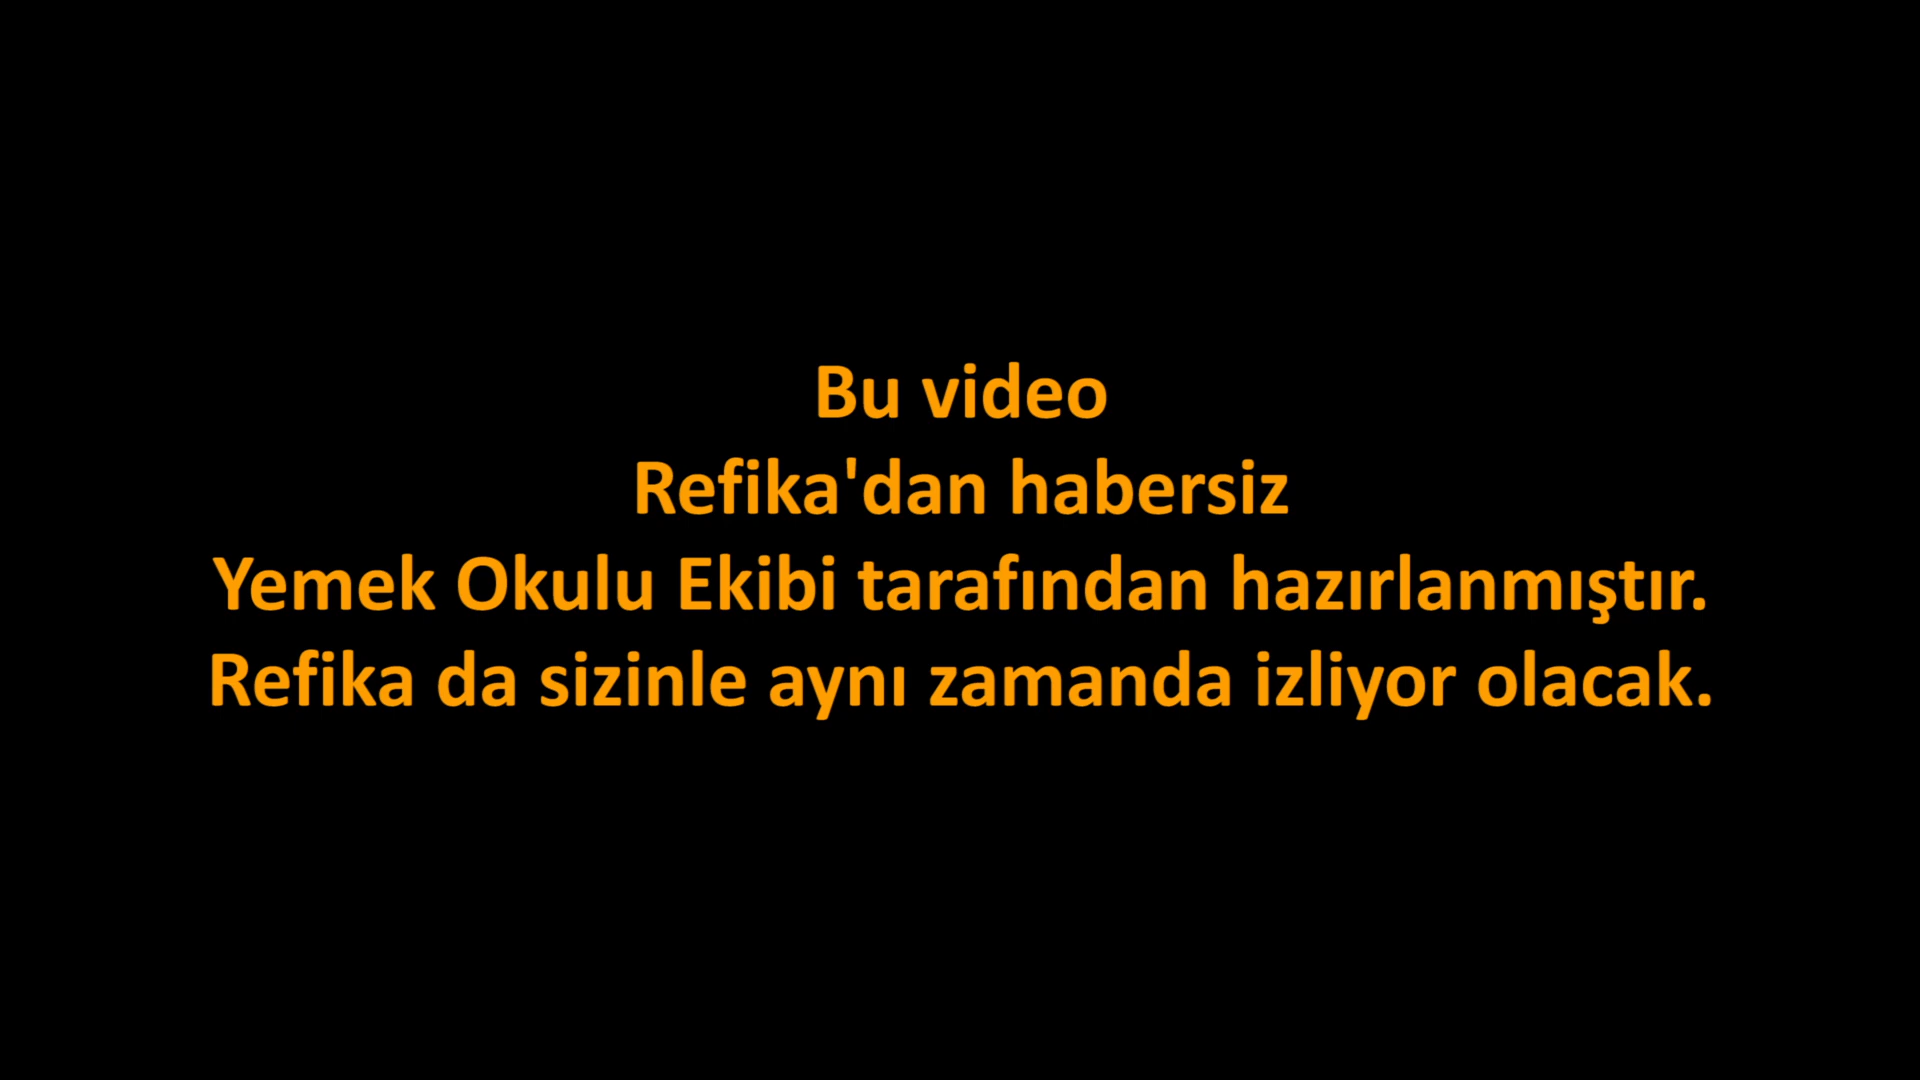 Bu video
Refika'dan habersiz
Yemek Okulu Ekibi tarafından hazırlanmıştır.
Refika da sizinle aynı zamanda izliyor olacak.